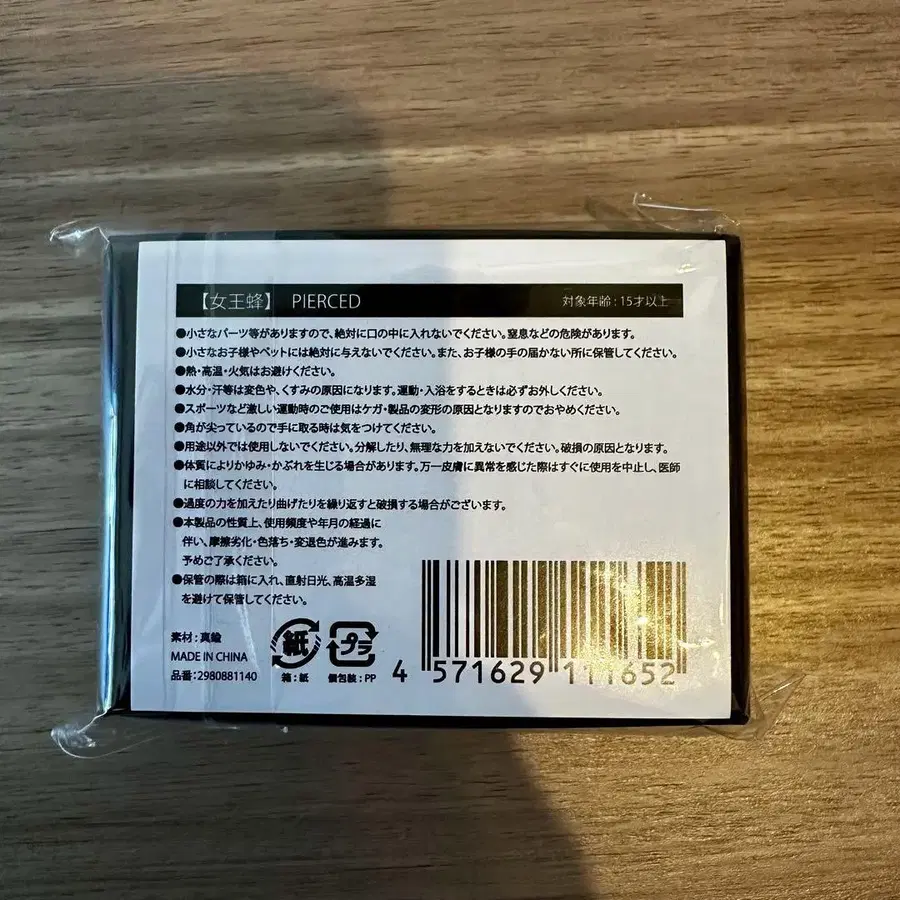 【女王蜂】 PIERCED 対象年齢：15才以上
●小さなパーツ等がありますので、絶対に口の中に入れないでください。窒息などの危険があります。
●小さなお子様やペットには絶対に与えないでください。また、お子様の手の届かない所に保管してください。
●熱・高温・火気はお避けください。
●水分・汗等は変色や、くすみの原因になります。運動・入浴をするときは必ずお外しください。
●スポーツなど激しい運動時のご使用はケガ・製品の変形の原因となりますのでおやめください。
●角が尖っているので手に取る時は気をつけてください。
●用途以外では使用しないでください。分解したり、無理な力を加えないでください。破損の原因となります。
●体質によりかゆみ・かぶれを生じる場合があります。万一皮膚に異常を感じた際はすぐに使用を中止し、医師
に相談してください。
●過度の力を加えたり曲げたりを繰り返すと破損する場合がございます。
●本製品の性質上、使用頻度や年月の経過に
伴い、摩擦劣化・色落ち・変退色が進みます。
予めご了承ください。
●保管の際は箱に入れ、直射日光、高温多湿
を避けて保管してください。
素材：真鍮
MADE IN CHINA
品番：2980881140
紙
箱：紙
プラ
個包装：PP
4 571629 111652